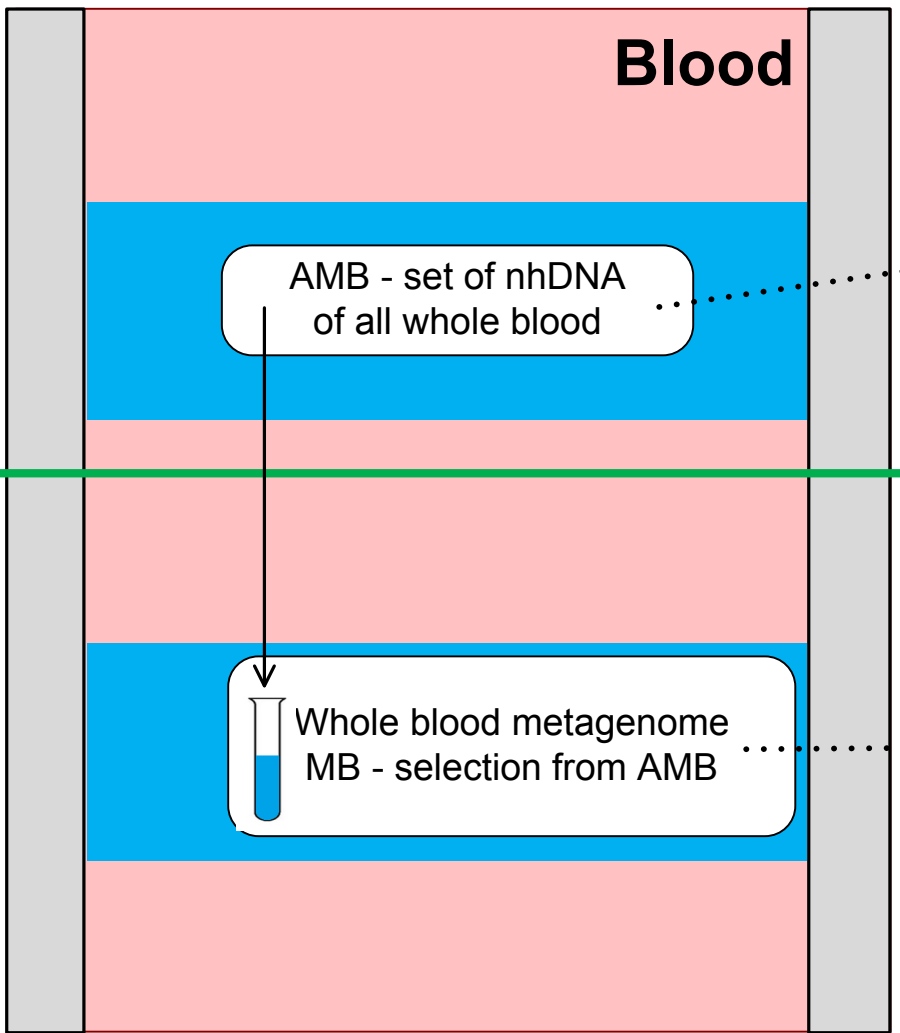 Blood
AMB - set of nhDNA
of all whole blood
Whole blood metagenome
MB - selection from AMB